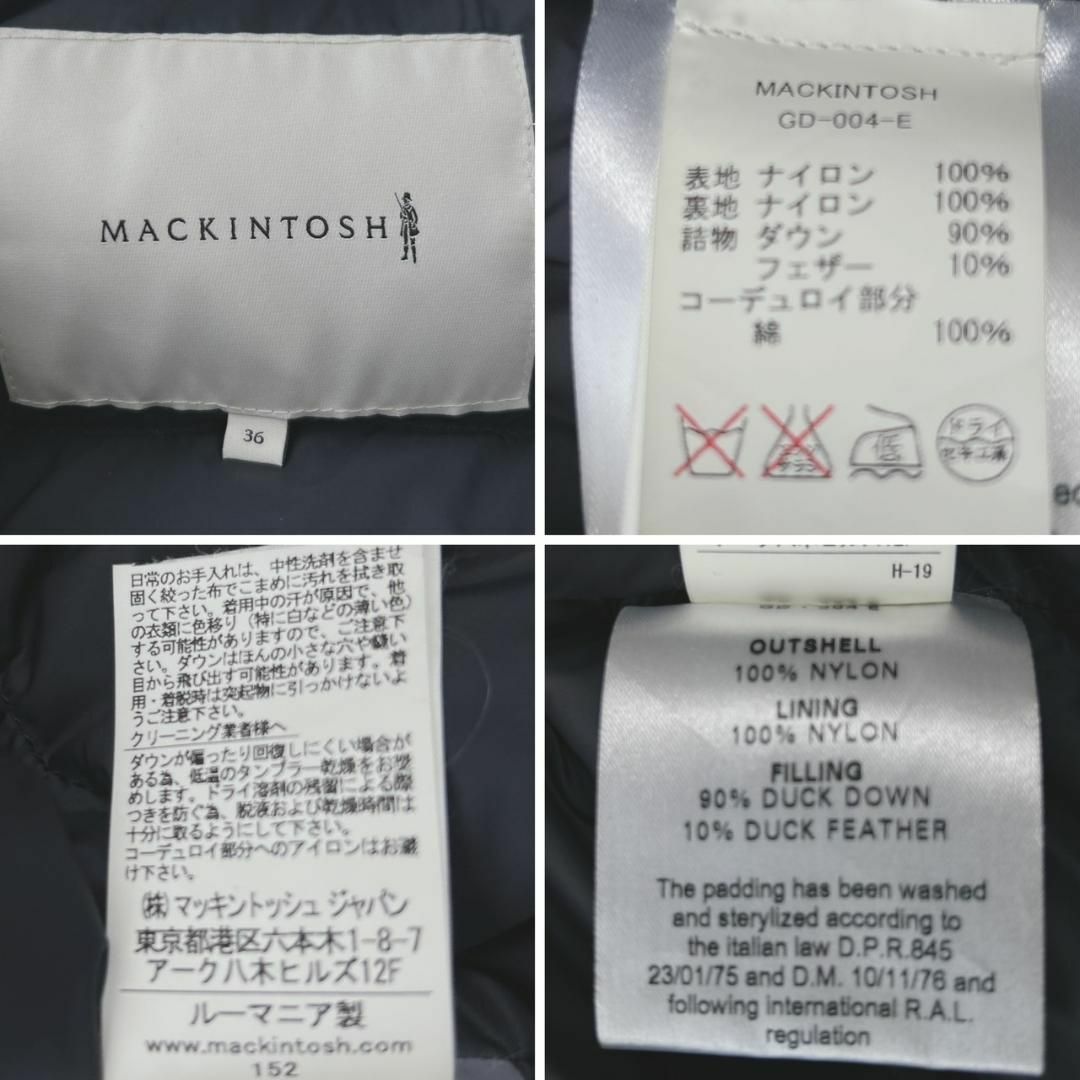 MACKINTOSH
36
MACKINTOSH
GD-004-E
表地 ナイロン 100%
裏地 ナイロン 100%
詰物 ダウン 90%
フェザー 10%
コーデュロイ部分
綿 100%
低
ドライ
セキユ系
日常のお手入れは、中性洗剤を含ませ
固く絞った布でこまめに汚れを拭き取
って下さい。着用中の汗が原因で、他
の衣類に色移り（特に白などの薄い色）
する可能性がありますので、ご注意下
さい。ダウンはほんの小さな穴や縫い
目から飛び出す可能性があります。着
用・着脱時は突起物に引っかけないよ
うご注意下さい。
クリーニング業者様へ
ダウンが偏ったり回復しにくい場合が
ある為、低温のタンブラー乾燥をお奨
めします。ドライ溶剤の残留による際
つきを防ぐ為、脱液および乾燥時間は
十分に取るようにして下さい。
コーデュロイ部分へのアイロンはお避
け下さい。
㈱マッキントッシュ ジャパン
東京都港区六本木1-8-7
アーク八木ヒルズ12F
ルーマニア製
www.mackintosh.com
152
H-19
GD-004-E
OUTSHELL
100% NYLON
LINING
100% NYLON
FILLING
90% DUCK DOWN
10% DUCK FEATHER
The padding has been washed
and sterylized according to
the italian law D.P.R.845
23/01/75 and D.M. 10/11/76 and
following international R.A.L.
regulation